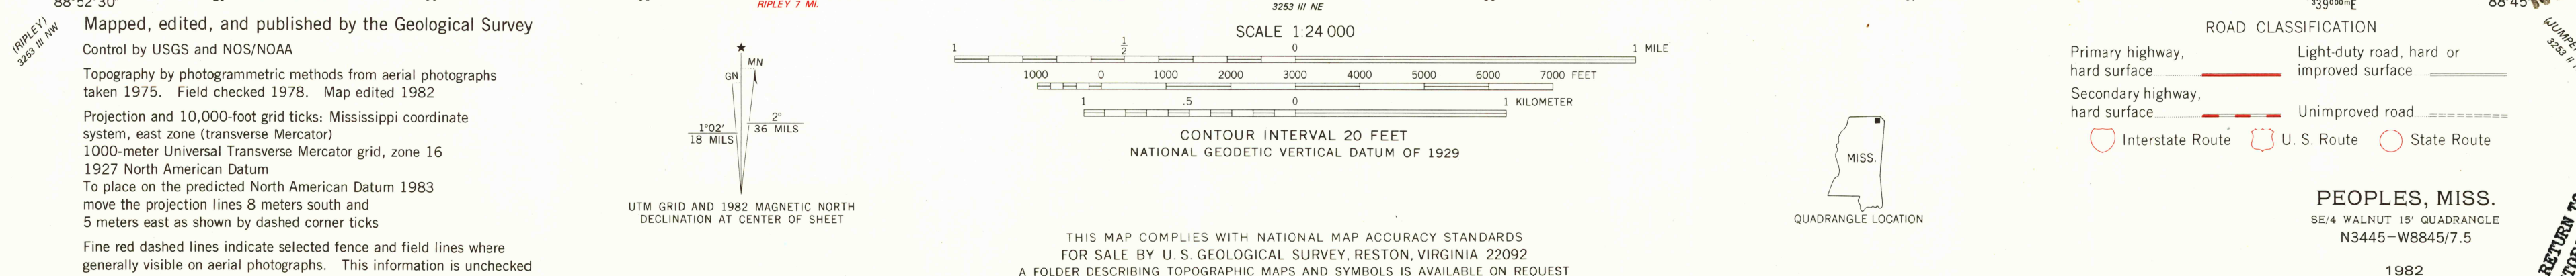 88°52'30"
(RIPLEY)
3253 III NW
Mapped, edited, and published by the Geological Survey
Control by USGS and NOS/NOAA
Topography by photogrammetric methods from aerial photographs
taken 1975. Field checked 1978. Map edited 1982
Projection and 10,000-foot grid ticks: Mississippi coordinate
system, east zone (transverse Mercator)
1000-meter Universal Transverse Mercator grid, zone 16
1927 North American Datum
To place on the predicted North American Datum 1983
move the projection lines 8 meters south and
5 meters east as shown by dashed corner ticks
Fine red dashed lines indicate selected fence and field lines where
generally visible on aerial photographs. This information is unchecked
RIPLEY 7 MI.
★
MN
GN
1°02'
18 MILS
2°
36 MILS
UTM GRID AND 1982 MAGNETIC NORTH
DECLINATION AT CENTER OF SHEET
3253 III NE
SCALE 1:24 000
1 1/2 0 1 MILE
1000 0 1000 2000 3000 4000 5000 6000 7000 FEET
1 .5 0 1 KILOMETER
CONTOUR INTERVAL 20 FEET
NATIONAL GEODETIC VERTICAL DATUM OF 1929
THIS MAP COMPLIES WITH NATIONAL MAP ACCURACY STANDARDS
FOR SALE BY U. S. GEOLOGICAL SURVEY, RESTON, VIRGINIA 22092
A FOLDER DESCRIBING TOPOGRAPHIC MAPS AND SYMBOLS IS AVAILABLE ON REQUEST
MISS.
QUADRANGLE LOCATION
339000mE
88°45'
ROAD CLASSIFICATION
Primary highway,
hard surface
Light-duty road, hard or
improved surface
Secondary highway,
hard surface
Unimproved road
Interstate Route U. S. Route State Route
PEOPLES, MISS.
SE/4 WALNUT 15' QUADRANGLE
N3445-W8845/7.5
1982
RETURN TO